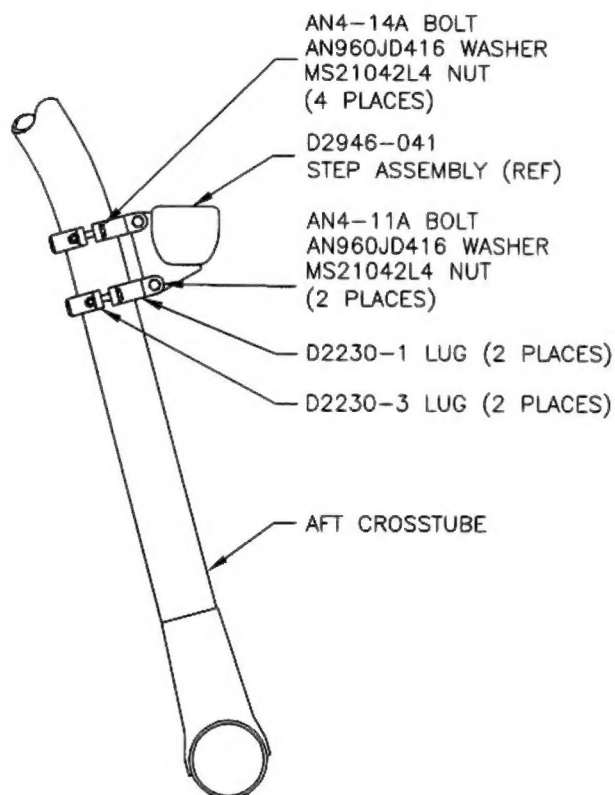 AN4-14A BOLT
AN960JD416 WASHER
MS21042L4 NUT
(4 PLACES)
D2946-041
STEP ASSEMBLY (REF)
AN4-11A BOLT
AN960JD416 WASHER
MS21042L4 NUT
(2 PLACES)
D2230-1 LUG (2 PLACES)
D2230-3 LUG (2 PLACES)
AFT CROSSTUBE